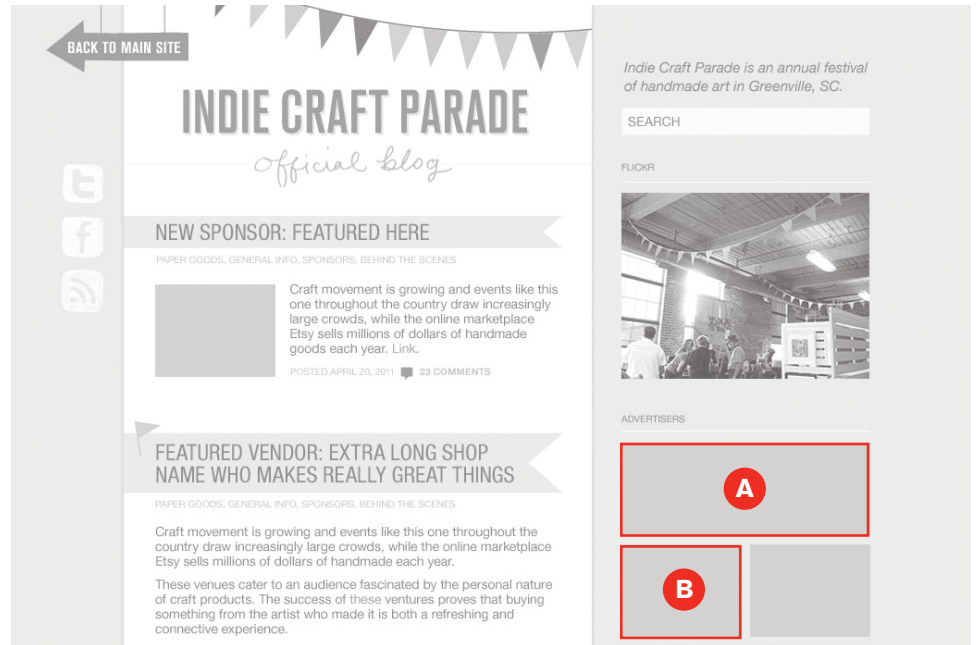 BACK TO MAIN SITE
INDIE CRAFT PARADE
official blog
NEW SPONSOR: FEATURED HERE
PAPER GOODS, GENERAL INFO, SPONSORS, BEHIND THE SCENES
Craft movement is growing and events like this
one throughout the country draw increasingly
large crowds, while the online marketplace
Etsy sells millions of dollars of handmade
goods each year. Link.
POSTED APRIL 20, 2011 23 COMMENTS
FEATURED VENDOR: EXTRA LONG SHOP
NAME WHO MAKES REALLY GREAT THINGS
PAPER GOODS, GENERAL INFO, SPONSORS, BEHIND THE SCENES
Craft movement is growing and events like this one throughout the
country draw increasingly large crowds, while the online marketplace
Etsy sells millions of dollars of handmade each year.
These venues cater to an audience fascinated by the personal nature
of craft products. The success of these ventures proves that buying
something from the artist who made it is both a refreshing and
connective experience.
Indie Craft Parade is an annual festival
of handmade art in Greenville, SC.
SEARCH
FLICKR
ADVERTISERS
A
B